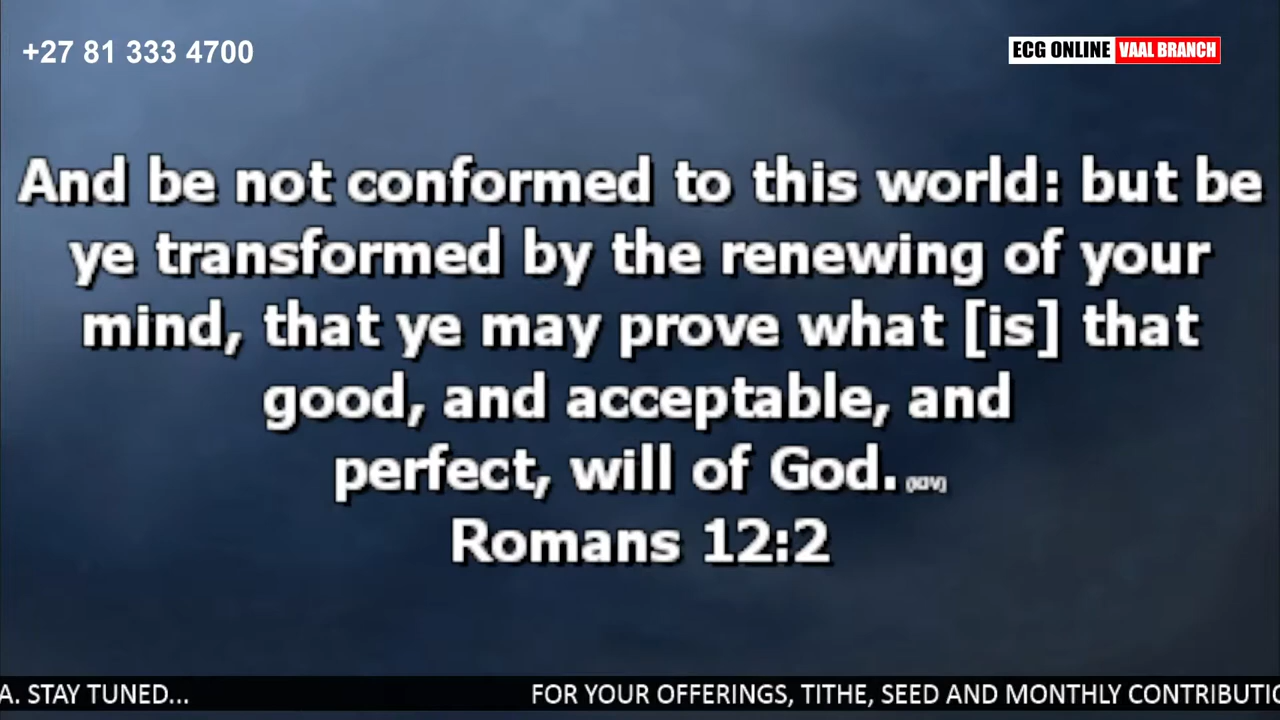 +27 81 333 4700
ECG ONLINE VAAL BRANCH
And be not conformed to this world: but be
ye transformed by the renewing of your
mind, that ye may prove what [is] that
good, and acceptable, and
perfect, will of God. [KJV]
Romans 12:2
A. STAY TUNED... FOR YOUR OFFERINGS, TITHE, SEED AND MONTHLY CONTRIBUTIO